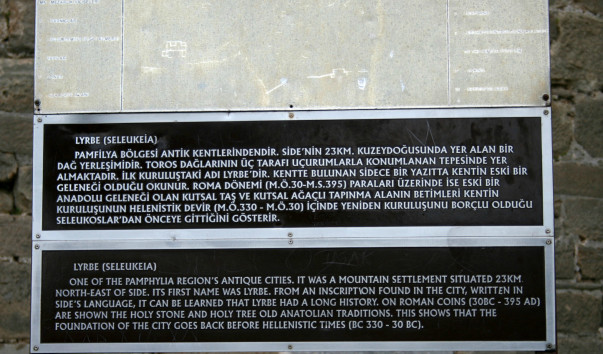 LYRBE (SELEUKEİA)
PAMFİLYA BÖLGESİ ANTİK KENTLERİNDENDİR. SİDE'NİN 23KM. KUZEYDOĞUSUNDA YER ALAN BİR
DAĞ YERLEŞİMİDİR. TOROS DAĞLARININ ÜÇ TARAFI UÇURUMLARLA KONUMLANAN TEPESİNDE YER
ALMAKTADIR. İLK KURULUŞTAKİ ADI LYRBE'DİR. KENTTE BULUNAN SİDECE BİR YAZITTA KENTİN ESKİ BİR
GELENEĞİ OLDUĞU OKUNUR. ROMA DÖNEMİ (M.Ö.30-M.S.395) PARALARI ÜZERİNDE İSE ESKİ BİR
ANADOLU GELENEĞİ OLAN KUTSAL TAŞ VE KUTSAL AĞAÇLI TAPINMA ALANIN BETİMLERİ KENTİN
KURULUŞUNUN HELENİSTİK DEVİR (M.Ö.330 - M.Ö.30) İÇİNDE YENİDEN KURULUŞUNU BORÇLU OLDUĞU
SELEUKOSLAR'DAN ÖNCEYE GİTTİĞİNİ GÖSTERİR.
LYRBE (SELEUKEIA)
ONE OF THE PAMPHYLIA REGION'S ANTIQUE CITIES. IT WAS A MOUNTAIN SETTLEMENT SITUATED 23KM
NORTH-EAST OF SIDE. ITS FIRST NAME WAS LYRBE. FROM AN INSCRIPTION FOUND IN THE CITY, WRITTEN IN
SIDE'S LANGUAGE, IT CAN BE LEARNED THAT LYRBE HAD A LONG HISTORY. ON ROMAN COINS (30BC - 395 AD)
ARE SHOWN THE HOLY STONE AND HOLY TREE OLD ANATOLIAN TRADITIONS. THIS SHOWS THAT THE
FOUNDATION OF THE CITY GOES BACK BEFORE HELLENISTIC TIMES (BC 330 - 30 BC).